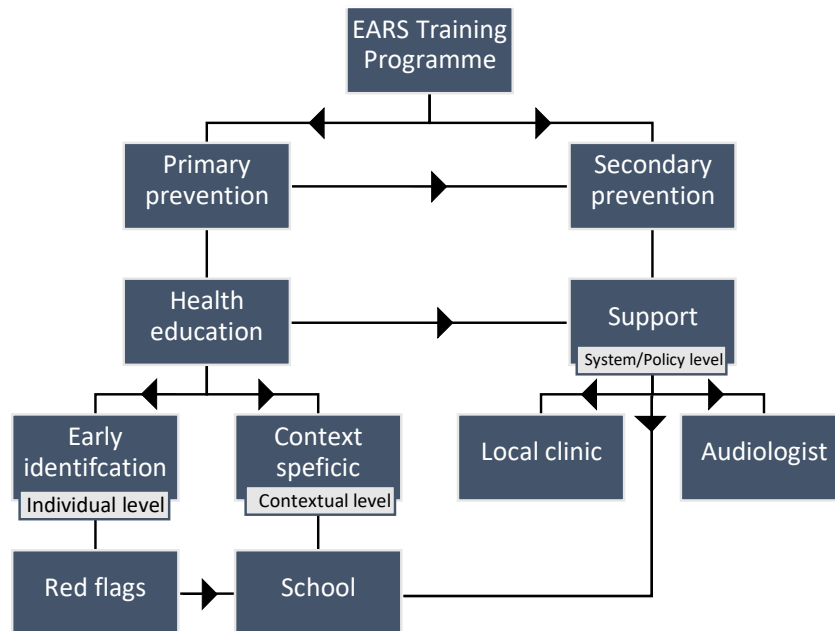 EARS Training
Programme
Primary
prevention
Secondary
prevention
Health
education
Support
System/Policy level
Early
identifcation
Individual level
Context
speficic
Contextual level
Local clinic
Audiologist
Red flags
School